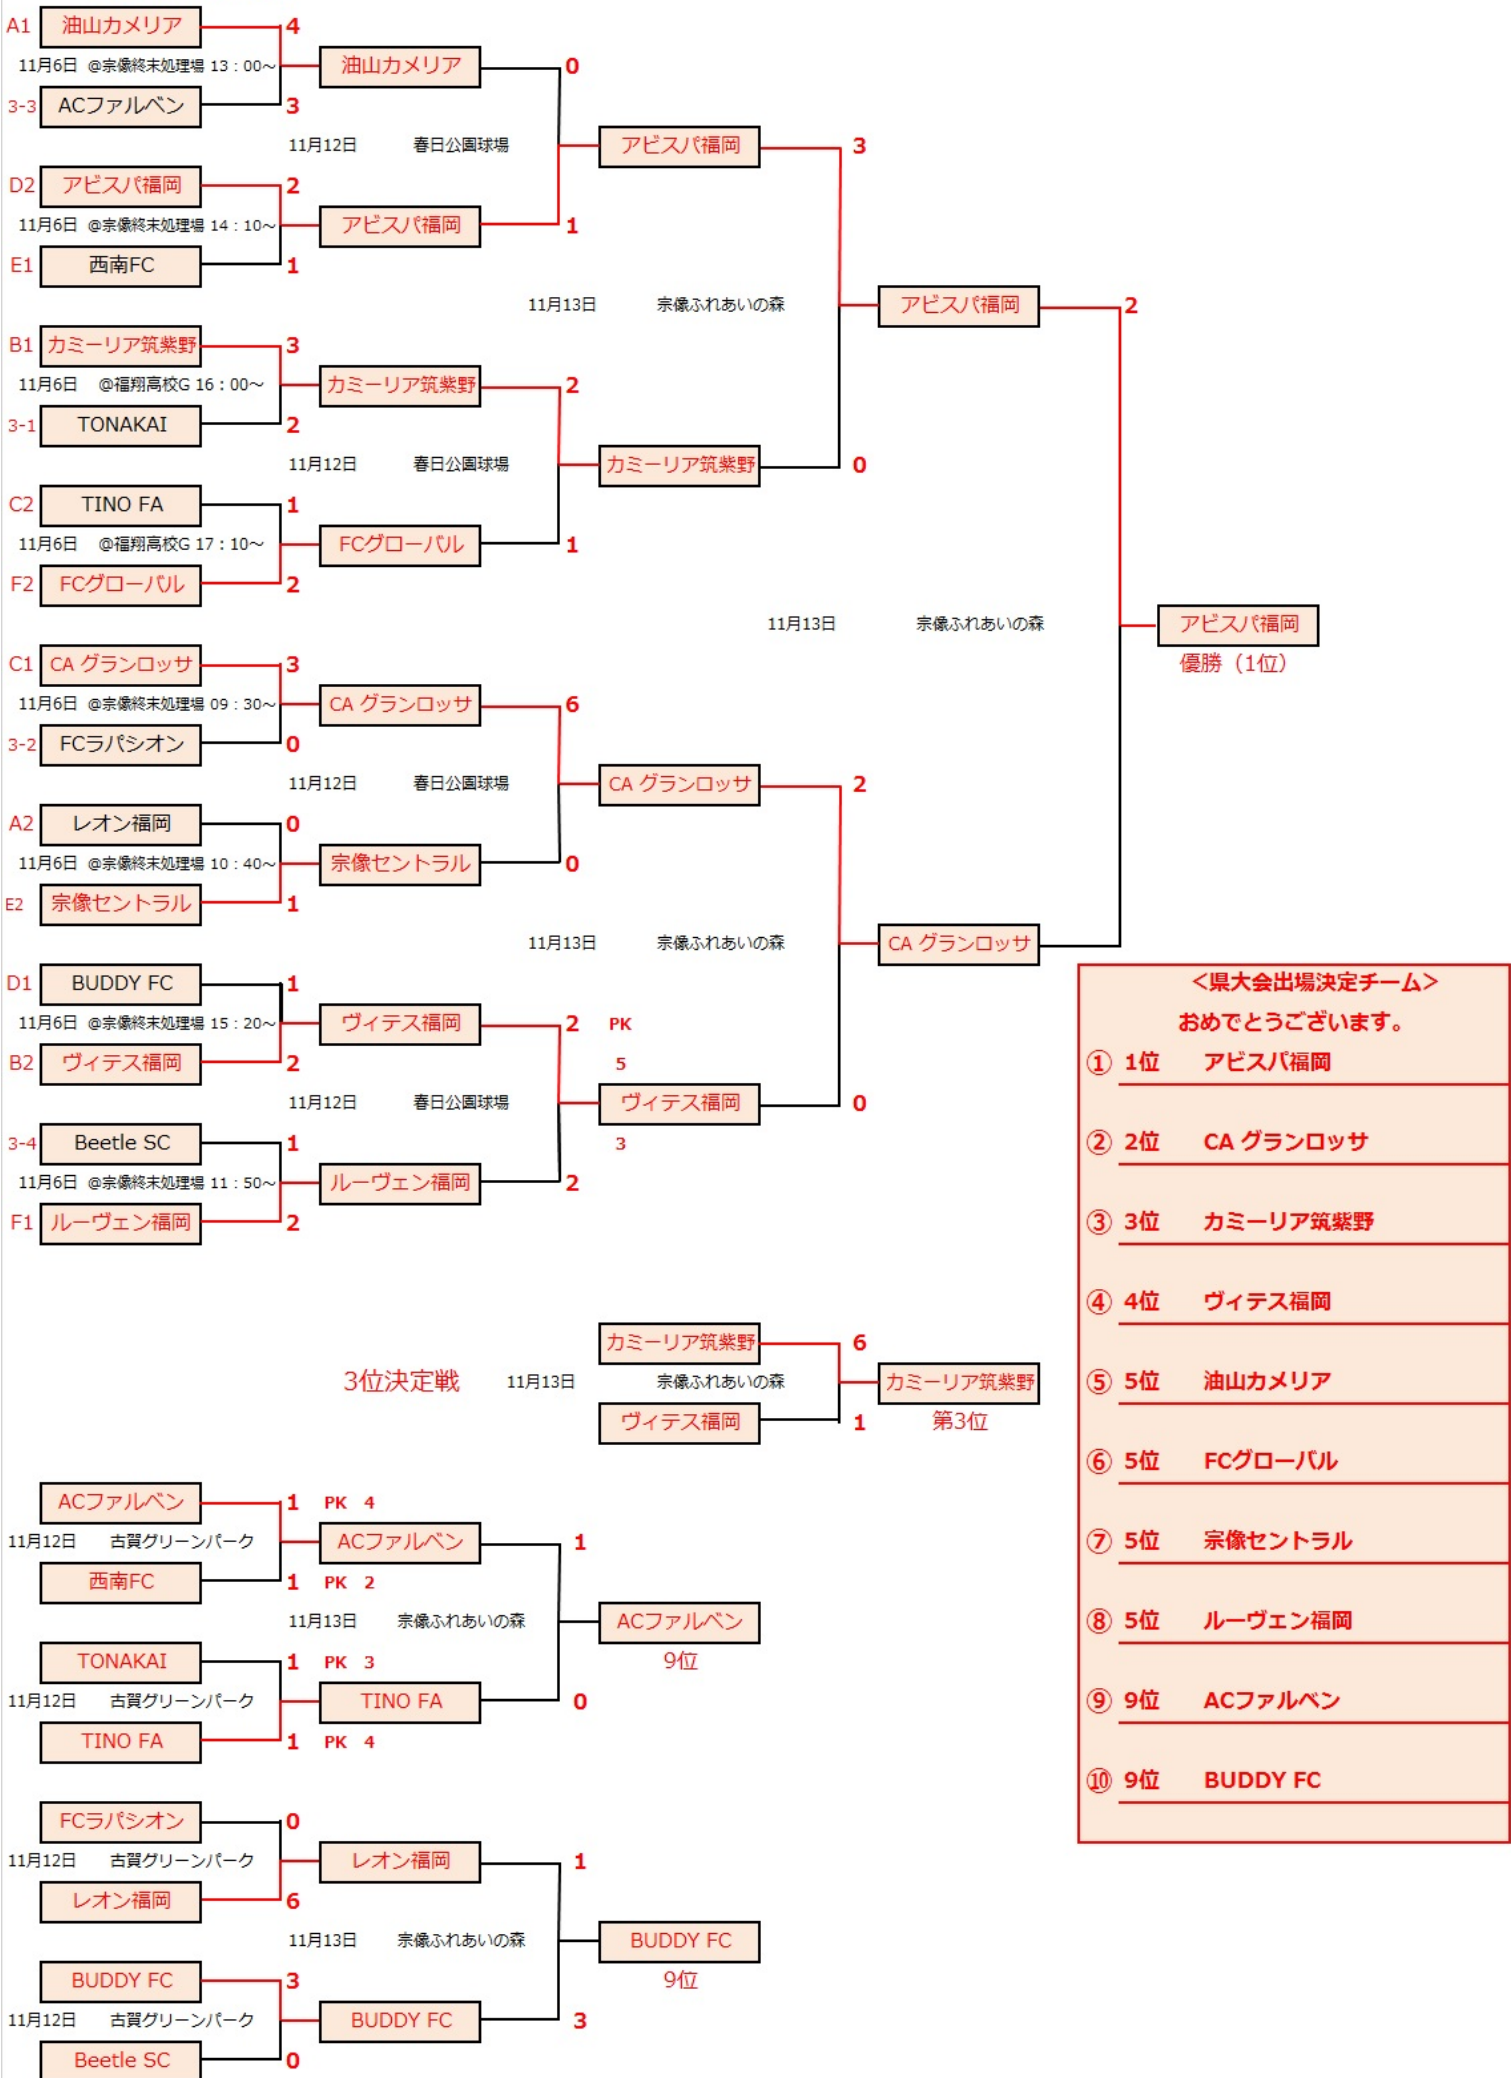 A1 油山カメリア 4
11月6日 @宗像終末処理場 13：00～ 油山カメリア 0
3-3 ACファルベン 3
11月12日 春日公園球場 アビスパ福岡 3
D2 アビスパ福岡 2
11月6日 @宗像終末処理場 14：10～ アビスパ福岡 1
E1 西南FC 1
11月13日 宗像ふれあいの森 アビスパ福岡 2
B1 カミーリア筑紫野 3
11月6日 @福翔高校G 16：00～ カミーリア筑紫野 2
3-1 TONAKAI 2
11月12日 春日公園球場 カミーリア筑紫野 0
C2 TINO FA 1
11月6日 @福翔高校G 17：10～ FCグローバル 1
F2 FCグローバル 2
11月13日 宗像ふれあいの森 アビスパ福岡
優勝（1位）
C1 CA グランロッサ 3
11月6日 @宗像終末処理場 09：30～ CA グランロッサ 6
3-2 FCラパシオン 0
11月12日 春日公園球場 CA グランロッサ 2
A2 レオン福岡 0
11月6日 @宗像終末処理場 10：40～ 宗像セントラル 0
E2 宗像セントラル 1
11月13日 宗像ふれあいの森 CA グランロッサ
D1 BUDDY FC 1
11月6日 @宗像終末処理場 15：20～ ヴィテス福岡 2 PK
B2 ヴィテス福岡 2 5
11月12日 春日公園球場 ヴィテス福岡 0
3-4 Beetle SC 1 3
11月6日 @宗像終末処理場 11：50～ ルーヴェン福岡 2
F1 ルーヴェン福岡 2
カミーリア筑紫野 6
3位決定戦 11月13日 宗像ふれあいの森 カミーリア筑紫野
ヴィテス福岡 1 第3位
ACファルベン 1 PK 4
11月12日 古賀グリーンパーク ACファルベン 1
西南FC 1 PK 2
11月13日 宗像ふれあいの森 ACファルベン
TONAKAI 1 PK 3 9位
11月12日 古賀グリーンパーク TINO FA 0
TINO FA 1 PK 4
FCラパシオン 0
11月12日 古賀グリーンパーク レオン福岡 1
レオン福岡 6
11月13日 宗像ふれあいの森 BUDDY FC
BUDDY FC 3 9位
11月12日 古賀グリーンパーク BUDDY FC 3
Beetle SC 0
＜県大会出場決定チーム＞
おめでとうございます。
① 1位 アビスパ福岡
② 2位 CA グランロッサ
③ 3位 カミーリア筑紫野
④ 4位 ヴィテス福岡
⑤ 5位 油山カメリア
⑥ 5位 FCグローバル
⑦ 5位 宗像セントラル
⑧ 5位 ルーヴェン福岡
⑨ 9位 ACファルベン
⑩ 9位 BUDDY FC